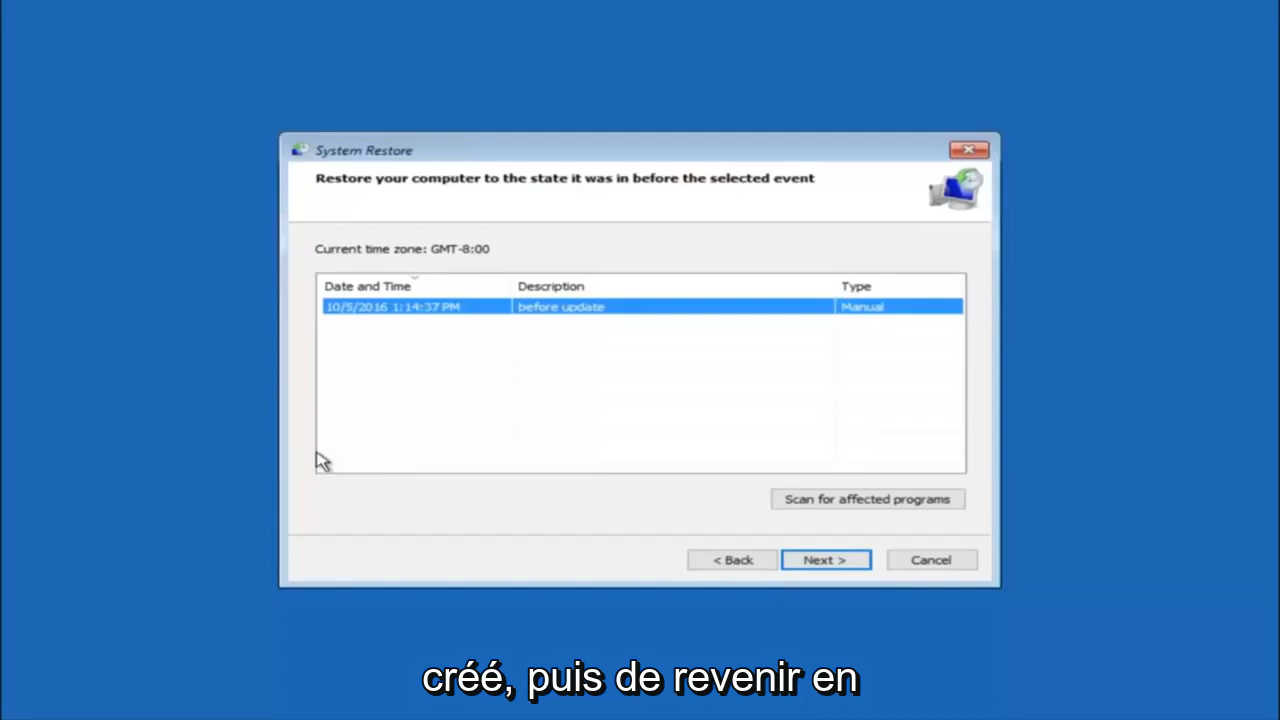 System Restore
Restore your computer to the state it was in before the selected event
Current time zone: GMT-8:00
Date and Time Description Type
10/5/2016 1:14:37 PM before update Manual
Scan for affected programs
< Back Next > Cancel
créé, puis de revenir en